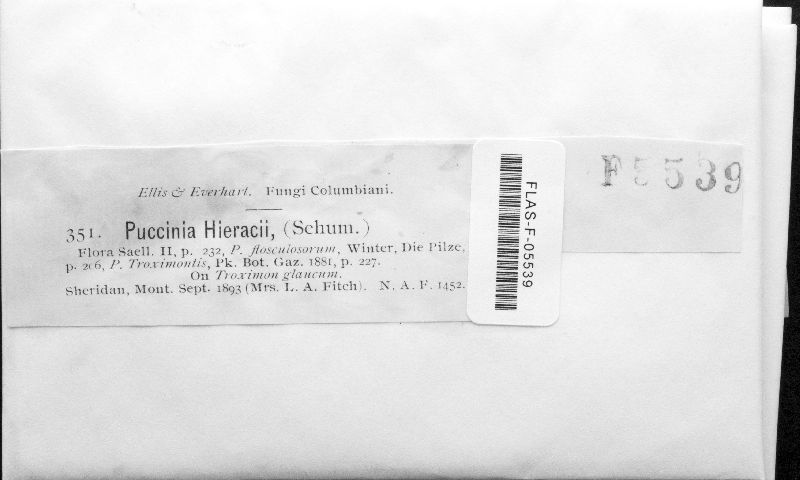 Ellis & Everhart. Fungi Columbiani.
351. Puccinia Hieracii, (Schum.)
Flora Saell. II, p. 232, P. flosculosorum, Winter, Die Pilze,
p. 206, P. Troximontis, Pk. Bot. Gaz. 1881, p. 227.
On Troximon glaucum.
Sheridan, Mont. Sept. 1893 (Mrs. L. A. Fitch). N. A. F. 1452.
FLAS-F-05539
F5539